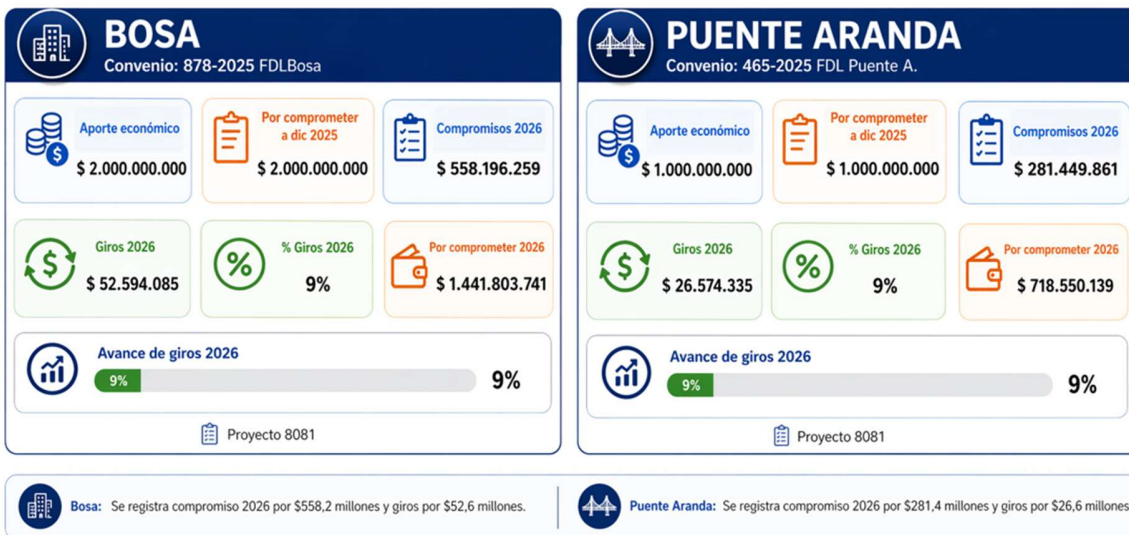 BOSA
Convenio: 878-2025 FDLBosa
Aporte económico
$ 2.000.000.000
Por comprometer
a dic 2025
$ 2.000.000.000
Compromisos 2026
$ 558.196.259
Giros 2026
$ 52.594.085
% Giros 2026
9%
Por comprometer 2026
$ 1.441.803.741
Avance de giros 2026
9%
9%
Proyecto 8081
PUENTE ARANDA
Convenio: 465-2025 FDL Puente A.
Aporte económico
$ 1.000.000.000
Por comprometer
a dic 2025
$ 1.000.000.000
Compromisos 2026
$ 281.449.861
Giros 2026
$ 26.574.335
% Giros 2026
9%
Por comprometer 2026
$ 718.550.139
Avance de giros 2026
9%
9%
Proyecto 8081
Bosa: Se registra compromiso 2026 por $558,2 millones y giros por $52,6 millones.
Puente Aranda: Se registra compromiso 2026 por $281,4 millones y giros por $26,6 millones